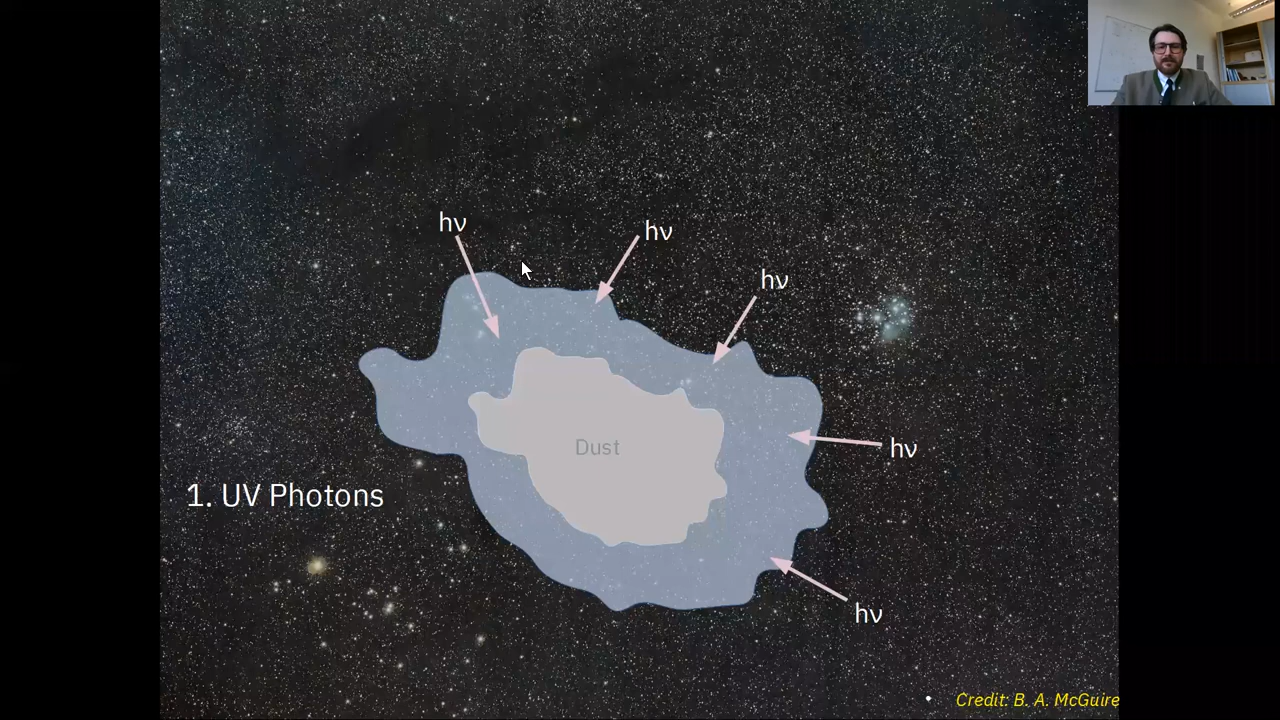 hν
hν
hν
Dust
hν
1. UV Photons
hν
• Credit: B. A. McGuire